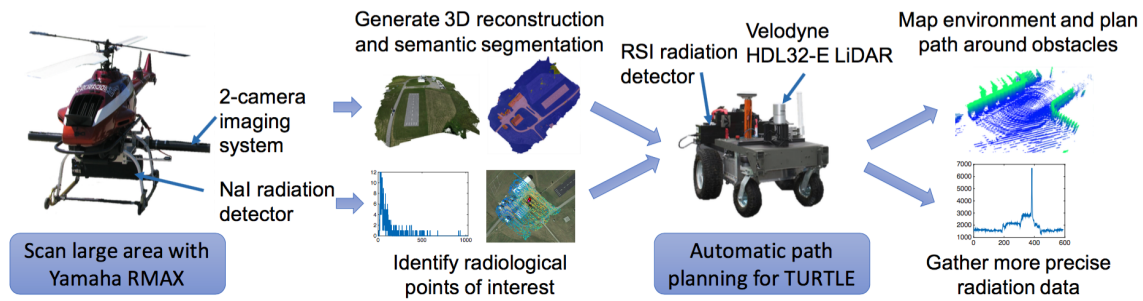 Generate 3D reconstruction
and semantic segmentation
2-camera
imaging
system
NaI radiation
detector
Scan large area with
Yamaha RMAX
12
10
8
6
4
2
0
0
500
1000
Identify radiological
points of interest
RSI radiation
detector
Velodyne
HDL32-E LiDAR
Automatic path
planning for TURTLE
Map environment and plan
path around obstacles
7000
6000
5000
4000
3000
2000
1000
0
200
400
600
Gather more precise
radiation data